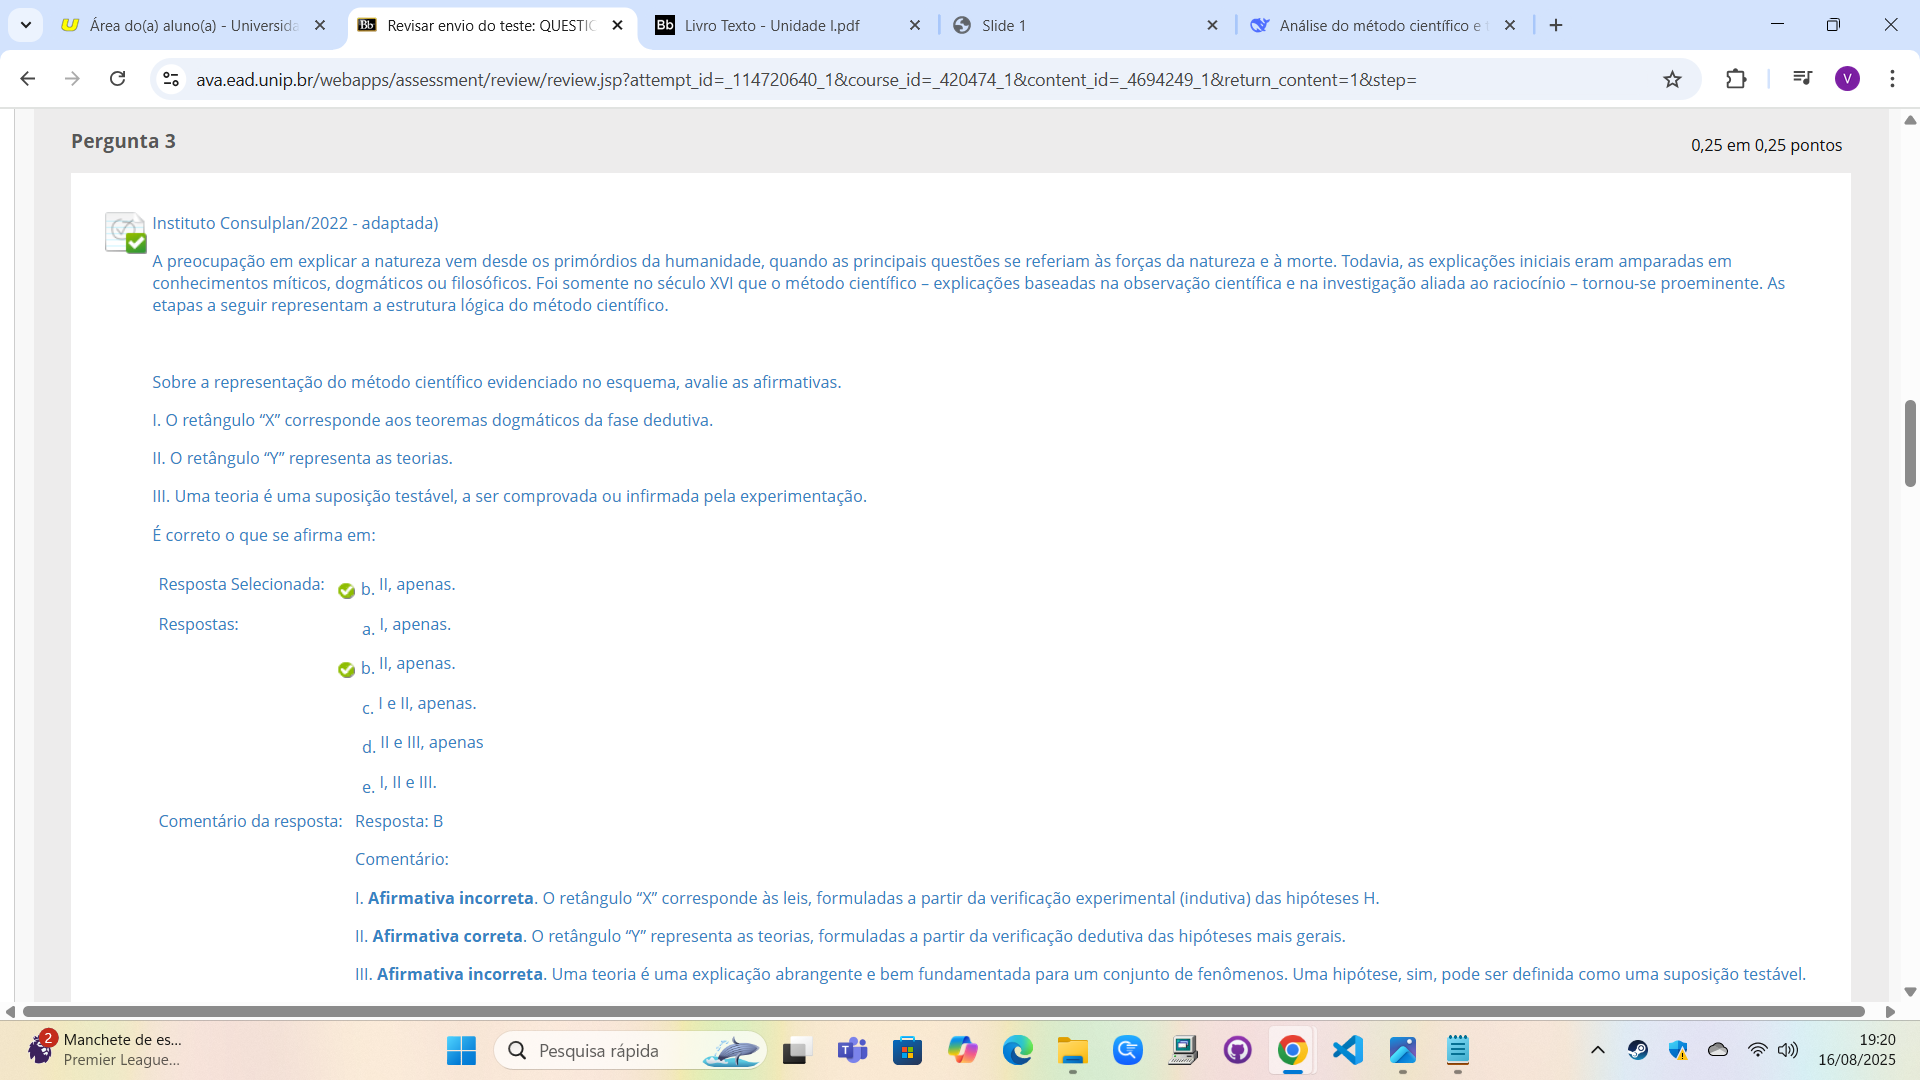 Área do(a) aluno(a) - Universida
Revisar envio do teste: QUESTIC
Livro Texto - Unidade I.pdf
Slide 1
Análise do método científico e t
ava.ead.unip.br/webapps/assessment/review/review.jsp?attempt_id=_114720640_1&course_id=_420474_1&content_id=_4694249_1&return_content=1&step=
V
Pergunta 3
0,25 em 0,25 pontos
Instituto Consulplan/2022 - adaptada)
A preocupação em explicar a natureza vem desde os primórdios da humanidade, quando as principais questões se referiam às forças da natureza e à morte. Todavia, as explicações iniciais eram amparadas em
conhecimentos míticos, dogmáticos ou filosóficos. Foi somente no século XVI que o método científico – explicações baseadas na observação científica e na investigação aliada ao raciocínio – tornou-se proeminente. As
etapas a seguir representam a estrutura lógica do método científico.
Sobre a representação do método científico evidenciado no esquema, avalie as afirmativas.
I. O retângulo “X” corresponde aos teoremas dogmáticos da fase dedutiva.
II. O retângulo “Y” representa as teorias.
III. Uma teoria é uma suposição testável, a ser comprovada ou infirmada pela experimentação.
É correto o que se afirma em:
Resposta Selecionada: b. II, apenas.
Respostas: a. I, apenas.
b. II, apenas.
c. I e II, apenas.
d. II e III, apenas
e. I, II e III.
Comentário da resposta: Resposta: B
Comentário:
I. Afirmativa incorreta. O retângulo “X” corresponde às leis, formuladas a partir da verificação experimental (indutiva) das hipóteses H.
II. Afirmativa correta. O retângulo “Y” representa as teorias, formuladas a partir da verificação dedutiva das hipóteses mais gerais.
III. Afirmativa incorreta. Uma teoria é uma explicação abrangente e bem fundamentada para um conjunto de fenômenos. Uma hipótese, sim, pode ser definida como uma suposição testável.
2
Manchete de es...
Premier League...
Pesquisa rápida
19:20
16/08/2025